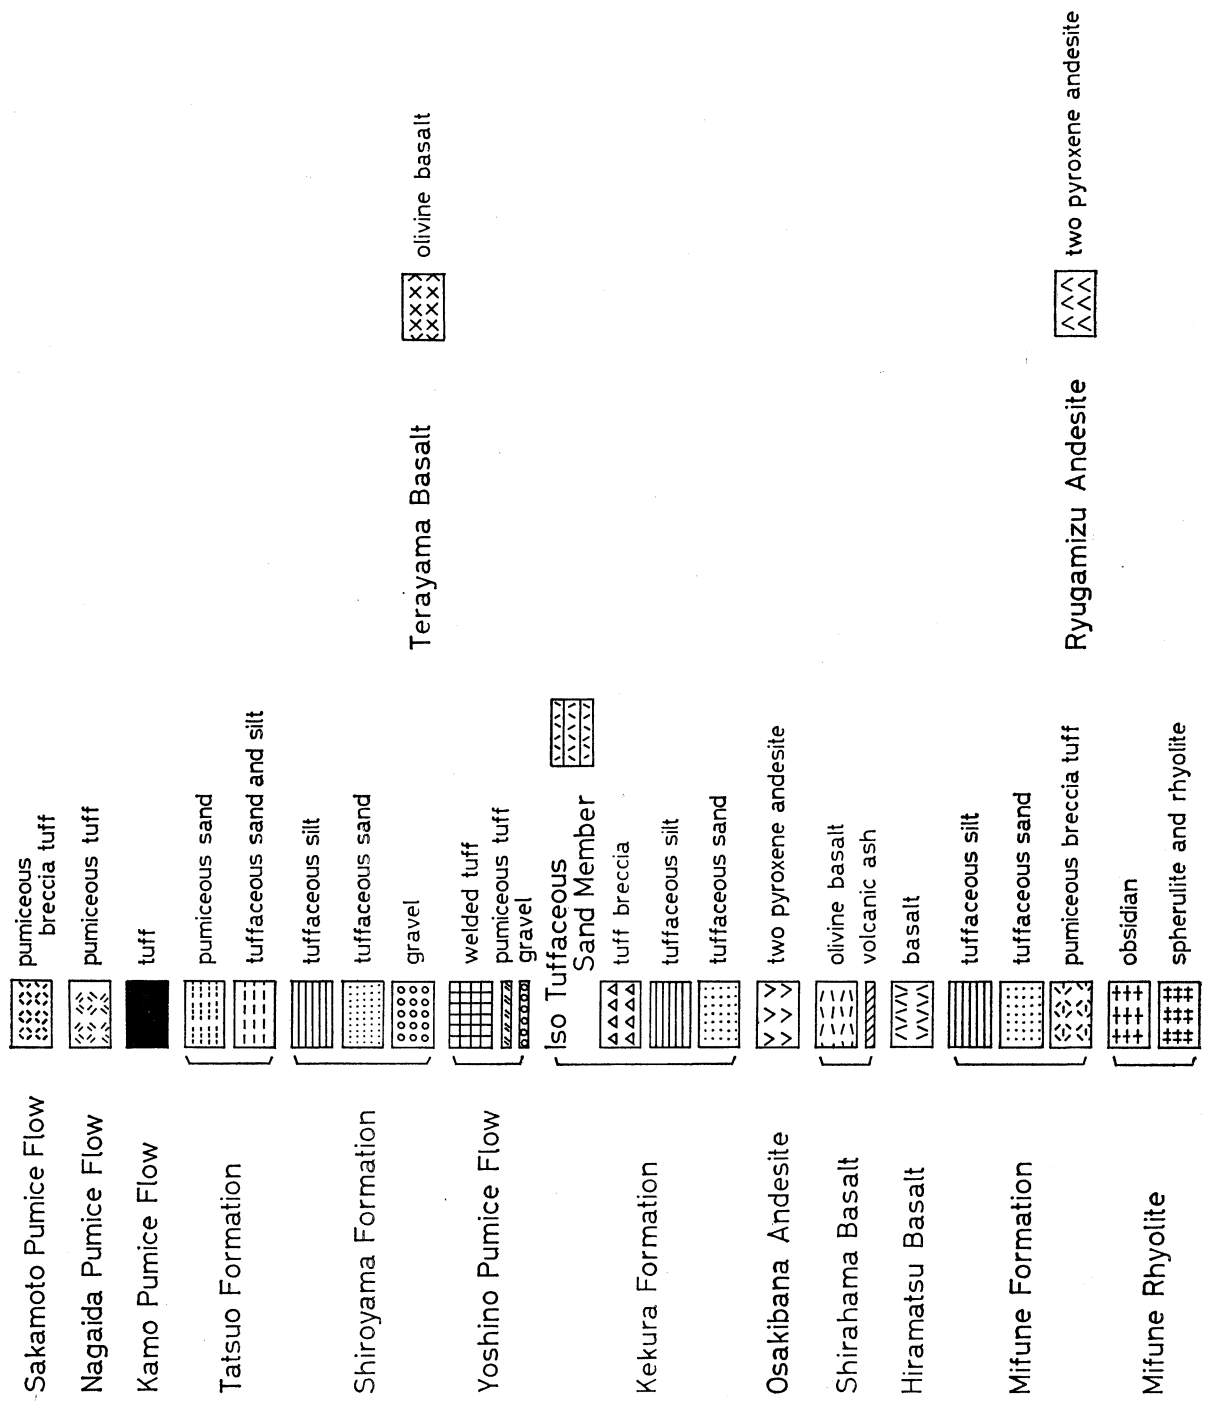 Sakamoto Pumice Flow
pumiceous
breccia tuff
Nagaida Pumice Flow
pumiceous tuff
Kamo Pumice Flow
tuff
Tatsuo Formation
pumiceous sand
tuffaceous sand and silt
Shiroyama Formation
tuffaceous silt
tuffaceous sand
gravel
Terayama Basalt
olivine basalt
Yoshino Pumice Flow
welded tuff
pumiceous tuff
gravel
Kekura Formation
Iso Tuffaceous
Sand Member
tuff breccia
tuffaceous silt
tuffaceous sand
Osakibana Andesite
two pyroxene andesite
Shirahama Basalt
olivine basalt
volcanic ash
Hiramatsu Basalt
basalt
Mifune Formation
tuffaceous silt
tuffaceous sand
pumiceous breccia tuff
Ryugamizu Andesite
two pyroxene andesite
Mifune Rhyolite
obsidian
spherulite and rhyolite